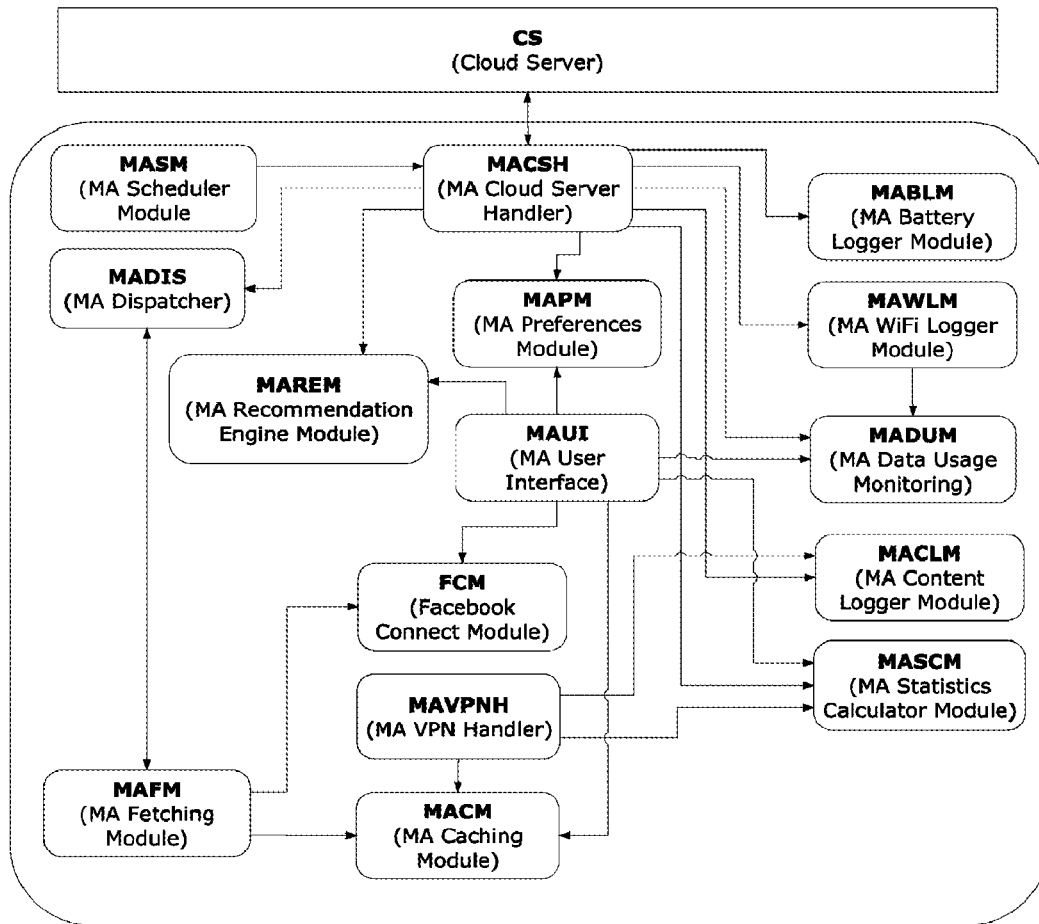 CS
(Cloud Server)
MASM
(MA Scheduler
Module
MACSH
(MA Cloud Server
Handler)
MABLM
(MA Battery
Logger Module)
MADIS
(MA Dispatcher)
MAPM
(MA Preferences
Module)
MAWLM
(MA WiFi Logger
Module)
MAREM
(MA Recommendation
Engine Module)
MAUI
(MA User
Interface)
MADUM
(MA Data Usage
Monitoring)
FCM
(Facebook
Connect Module)
MACLM
(MA Content
Logger Module)
MASCM
(MA Statistics
Calculator Module)
MAVPNH
(MA VPN Handler)
MAFM
(MA Fetching
Module)
MACM
(MA Caching
Module)